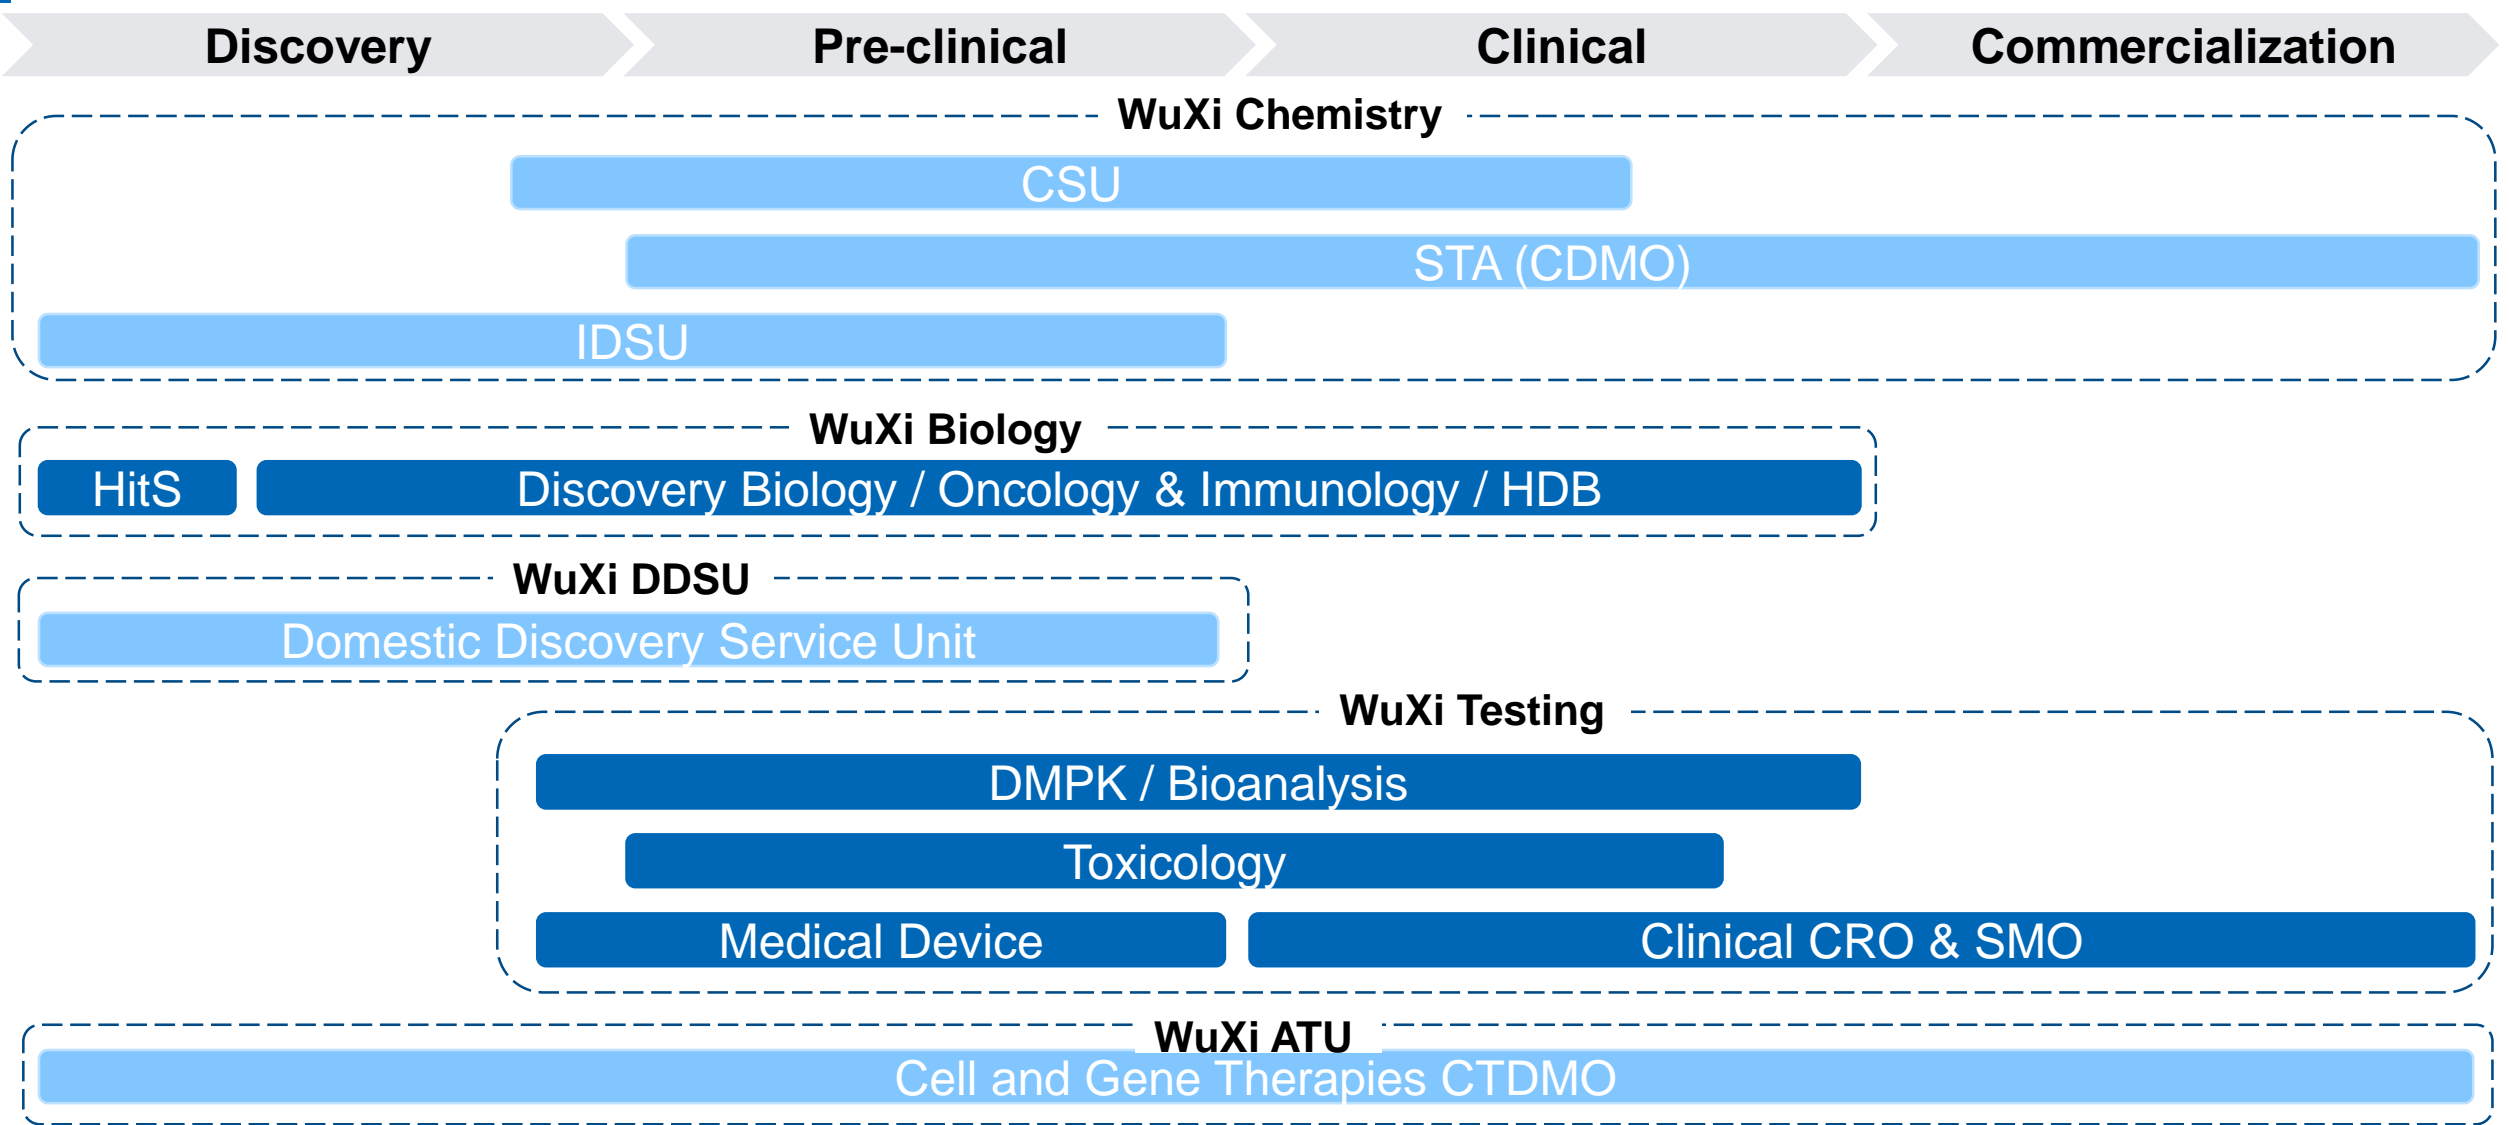 Discovery
Pre-clinical
Clinical
Commercialization
WuXi Chemistry
CSU
STA (CDMO)
IDSU
WuXi Biology
HitS
Discovery Biology / Oncology & Immunology / HDB
WuXi DDSU
Domestic Discovery Service Unit
WuXi Testing
DMPK / Bioanalysis
Toxicology
Medical Device
Clinical CRO & SMO
WuXi ATU
Cell and Gene Therapies CTDMO